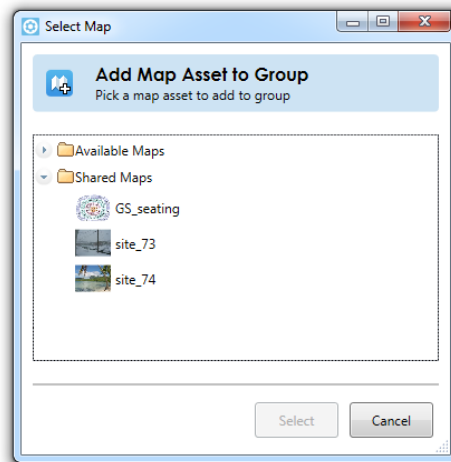 Select Map
Add Map Asset to Group
Pick a map asset to add to group
Available Maps
Shared Maps
GS_seating
site_73
site_74
Select
Cancel